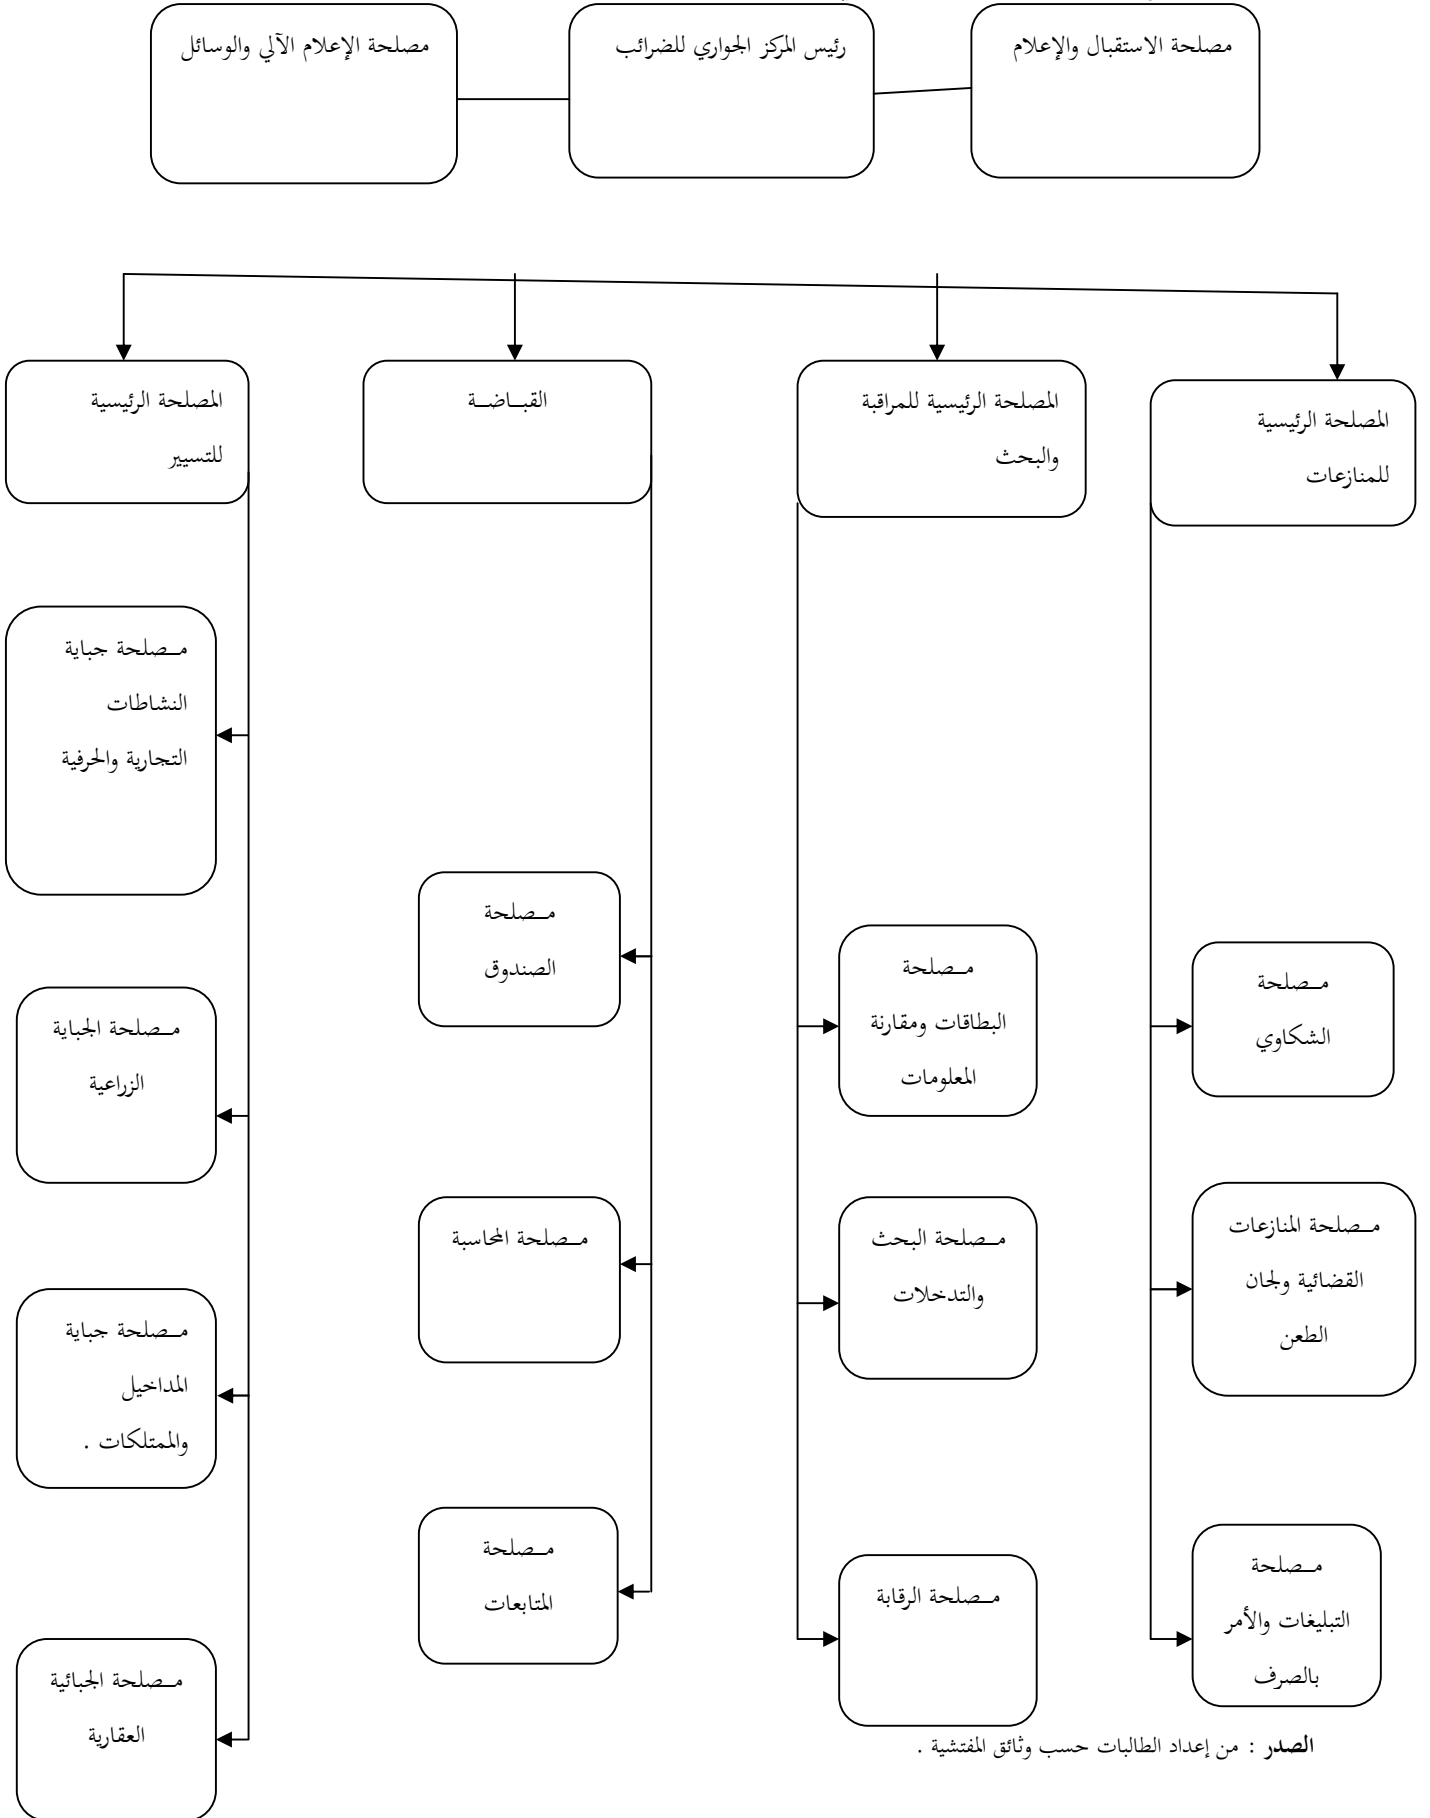 مصلحة الاستقبال والإعلام
رئيس المركز الجواري للضرائب
مصلحة الإعلام الآلي والوسائل
المصلحة الرئيسية
للمنازعات
المصلحة الرئيسية للمراقبة
والبحث
القبـــاضـــة
المصلحة الرئيسية
للتسيير
مــصلحة
الشكاوي
مــصلحة المنازعات
القضائية ولجان
الطعن
مــصلحة
التبليغات والأمر
بالصرف
مــصلحة
البطاقات ومقارنة
المعلومات
مــصلحة البحث
والتدخلات
مــصلحة الرقابة
مــصلحة
الصندوق
مــصلحة المحاسبة
مــصلحة
المتابعات
مــصلحة جباية
النشاطات
التجارية والحرفية
مــصلحة الجباية
الزراعية
مــصلحة جباية
المداخيل
والممتلكات .
مــصلحة الجبائية
العقارية
الصدر : من إعداد الطالبات حسب وثائق المفتشية .